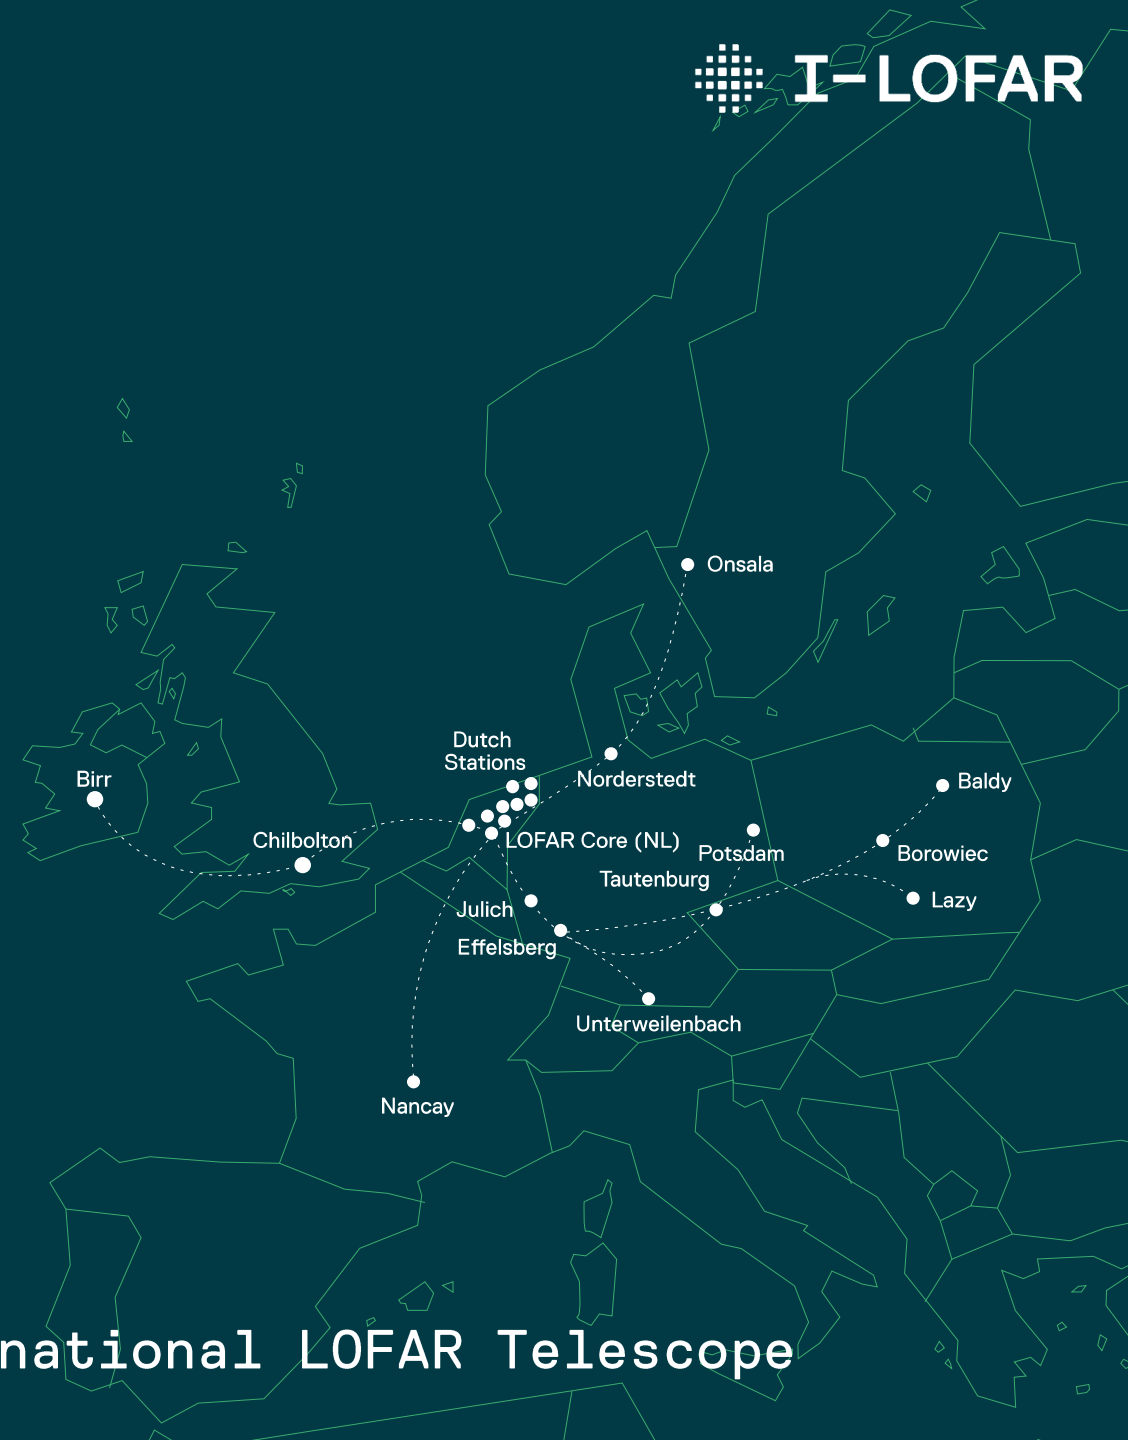 I-LOFAR
Onsala
Dutch
Stations
Norderstedt
Birr
Baldy
Chilbolton
LOFAR Core (NL)
Potsdam
Borowiec
Tautenburg
Lazy
Julich
Effelsberg
Unterweilenbach
Nancay
national LOFAR Telescope